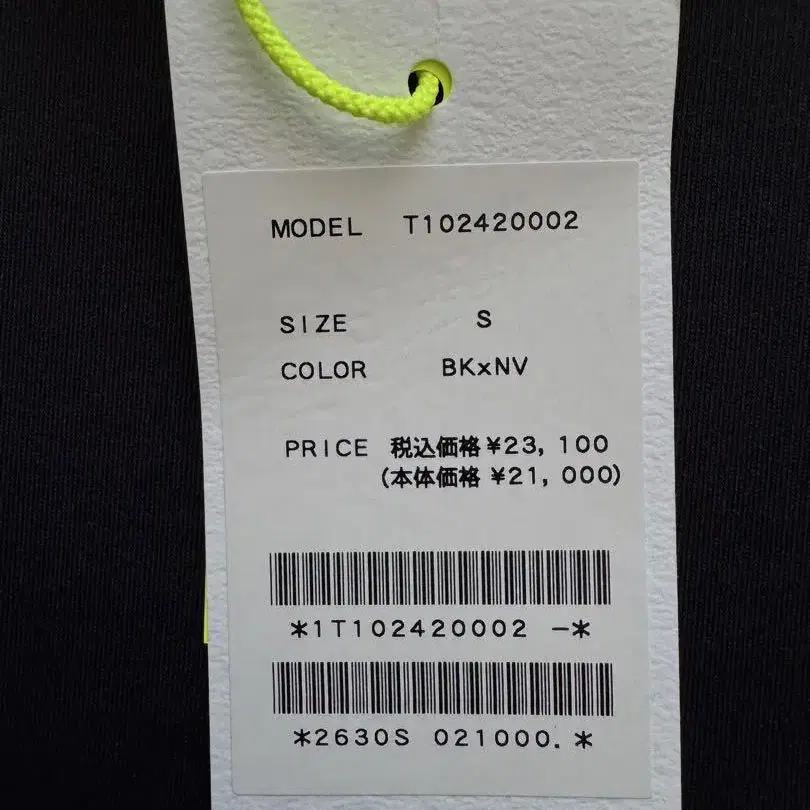 MODEL T102420002
SIZE S
COLOR BKxNV
PRICE 税込価格 ¥23,100
(本体価格 ¥21,000)
*1T102420002 -*
*2630S 021000.*